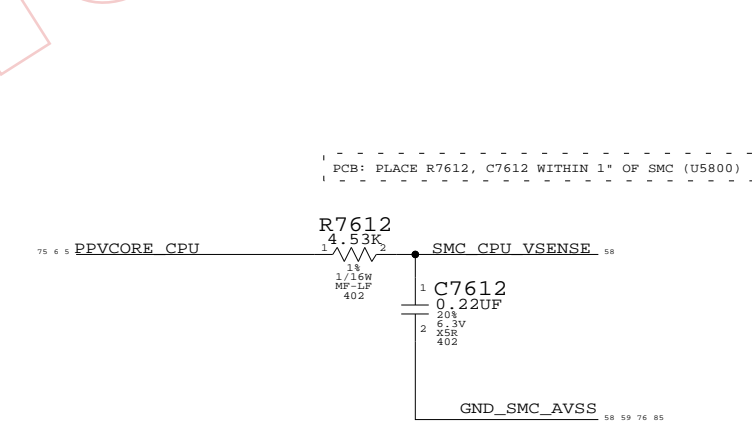 PCB: PLACE R7612, C7612 WITHIN 1" OF SMC (U5800)
R7612
4.53K
75 6 5 PPVCORE_CPU 1 2 SMC_CPU_VSENSE 58
1%
1/16W
MF-LF
402
1 C7612
0.22UF
20%
6.3V
2 X5R
402
GND_SMC_AVSS 58 59 76 85